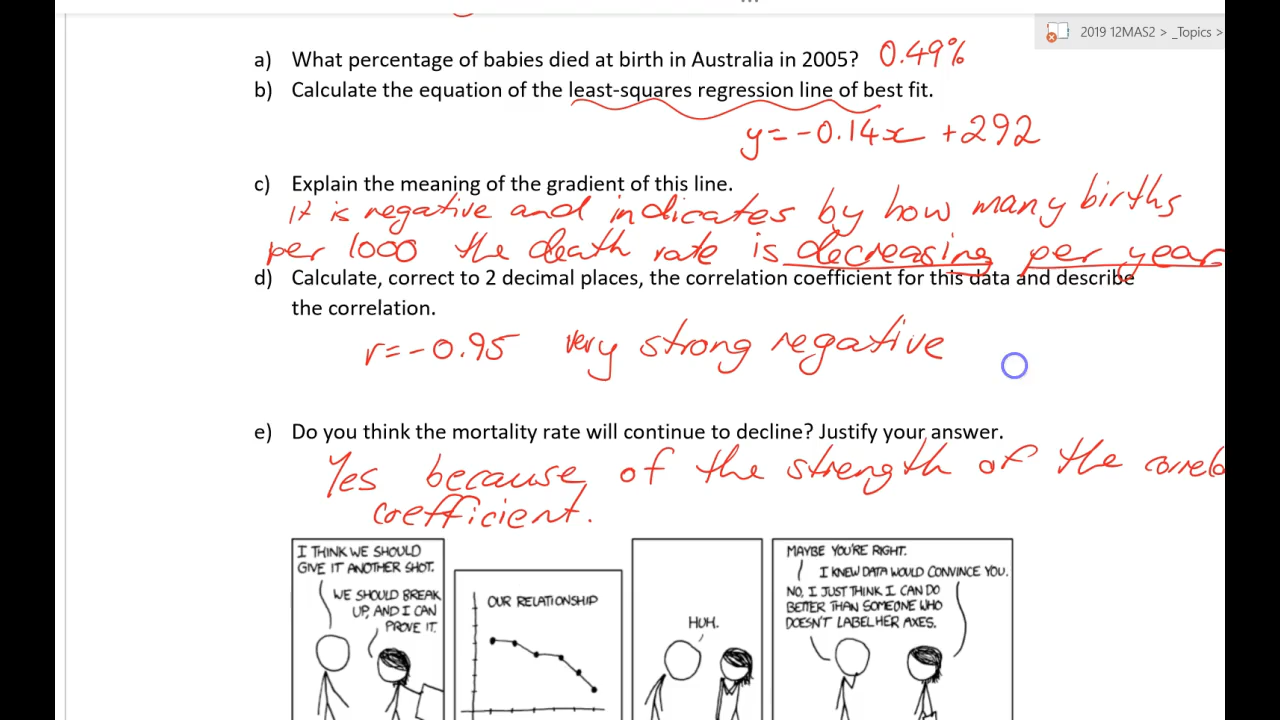 2019 12MAS2 > _Topics >
a) What percentage of babies died at birth in Australia in 2005? 0.49%
b) Calculate the equation of the least-squares regression line of best fit.
y = -0.14x + 292
c) Explain the meaning of the gradient of this line.
It is negative and indicates by how many births
per 1000 the death rate is decreasing per year
d) Calculate, correct to 2 decimal places, the correlation coefficient for this data and describe
the correlation.
r = -0.95 very strong negative
e) Do you think the mortality rate will continue to decline? Justify your answer.
Yes because of the strength of the
coefficient.
I THINK WE SHOULD
GIVE IT ANOTHER SHOT.
WE SHOULD BREAK
UP, AND I CAN
PROVE IT.
OUR RELATIONSHIP
HUH.
MAYBE YOU'RE RIGHT.
I KNEW DATA WOULD CONVINCE YOU.
NO, I JUST THINK I CAN DO
BETTER THAN SOMEONE WHO
DOESN'T LABEL HER AXES.